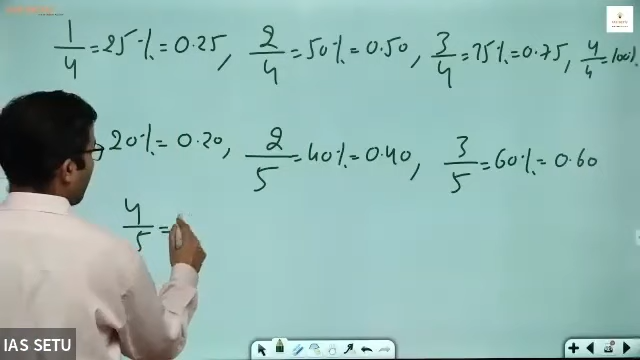 1/4 = 25% = 0.25, 2/4 = 50% = 0.50, 3/4 = 75% = 0.75, 4/4 = 100%
20% = 0.20, 2/5 = 40% = 0.40, 3/5 = 60% = 0.60
4/5 =
IAS SETU